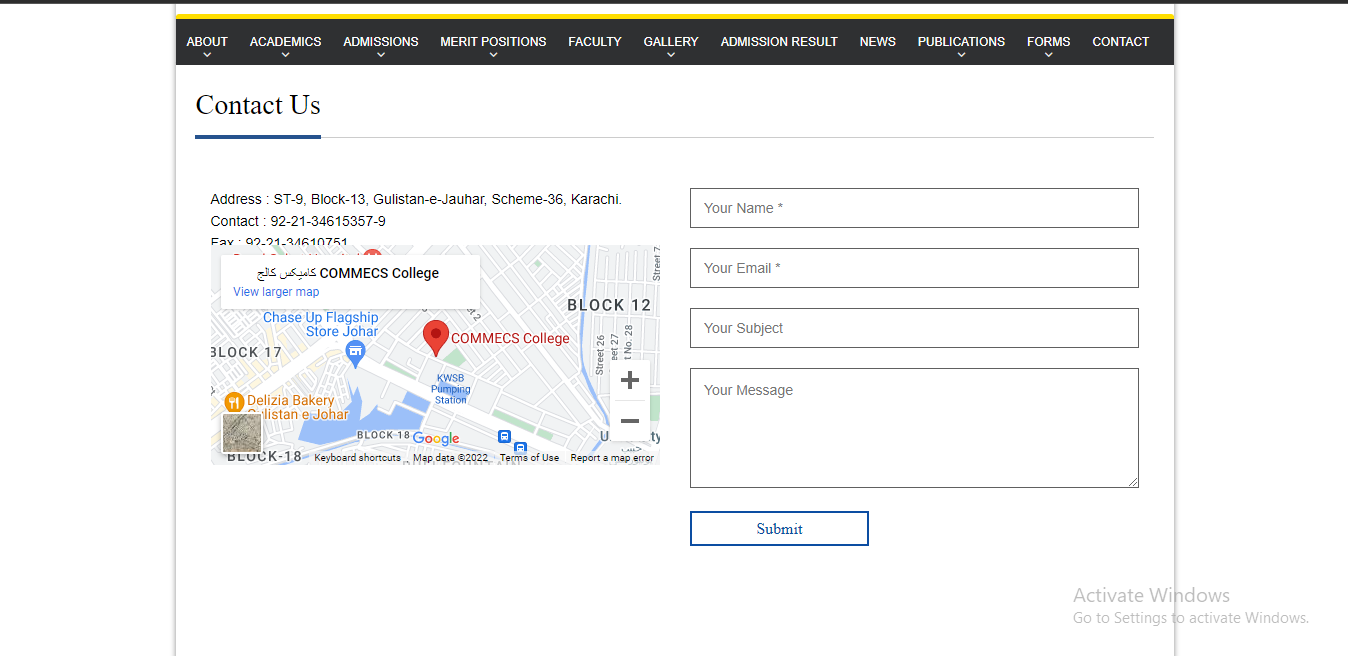 ABOUT ACADEMICS ADMISSIONS MERIT POSITIONS FACULTY GALLERY ADMISSION RESULT NEWS PUBLICATIONS FORMS CONTACT
Contact Us
Address : ST-9, Block-13, Gulistan-e-Jauhar, Scheme-36, Karachi.
Contact : 92-21-34615357-9
Fax : 92-21-34610751
COMMECS College کامیکس کالج
View larger map
Chase Up Flagship
Store Johar
BLOCK 12
BLOCK 17
COMMECS College
Street 26
Street 7
No. 28
KWSB
Pumping
Station
Delizia Bakery
Gulistan e Johar
BLOCK 18
Google
BLOCK-18
Keyboard shortcuts
Map data ©2022
Terms of Use
Report a map error
Your Name *
Your Email *
Your Subject
Your Message
Submit
Activate Windows
Go to Settings to activate Windows.